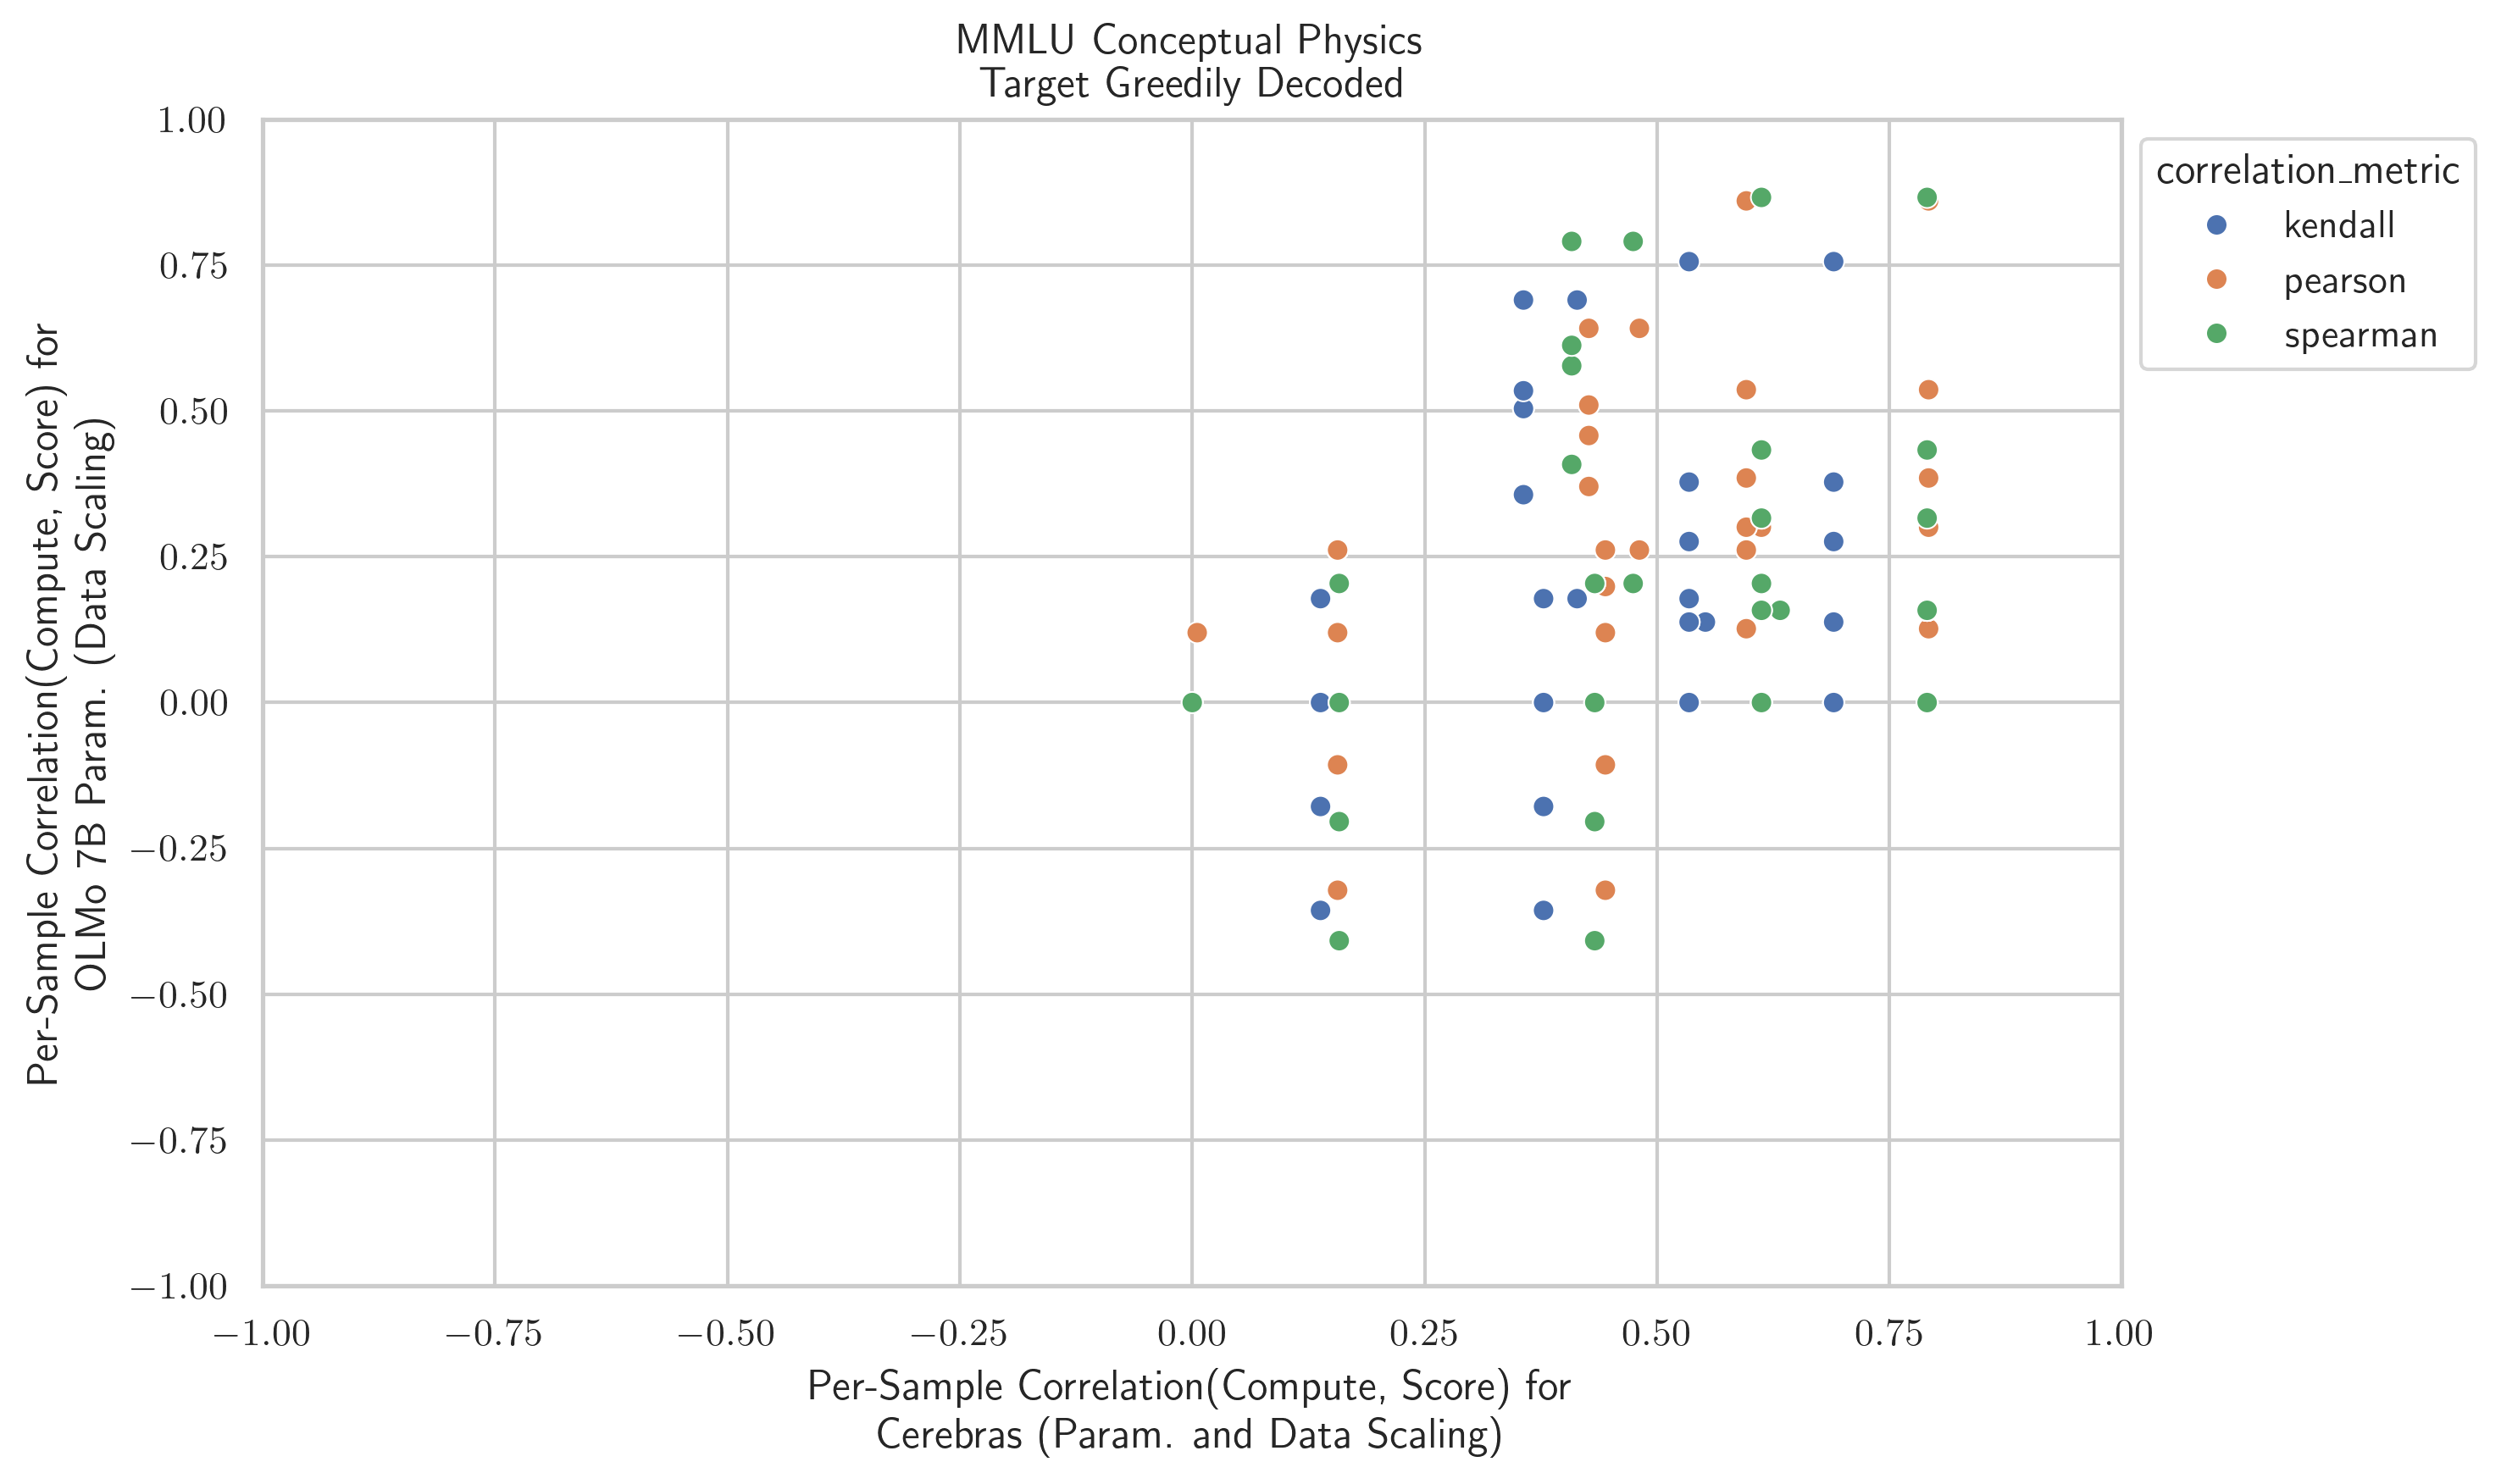 MMLU Conceptual Physics
Target Greedily Decoded
1.00
0.75
0.50
0.25
0.00
−0.25
−0.50
−0.75
−1.00
Per-Sample Correlation(Compute, Score) for
OLMo 7B Param. (Data Scaling)
−1.00 −0.75 −0.50 −0.25 0.00 0.25 0.50 0.75 1.00
Per-Sample Correlation(Compute, Score) for
Cerebras (Param. and Data Scaling)
correlation_metric
kendall
pearson
spearman